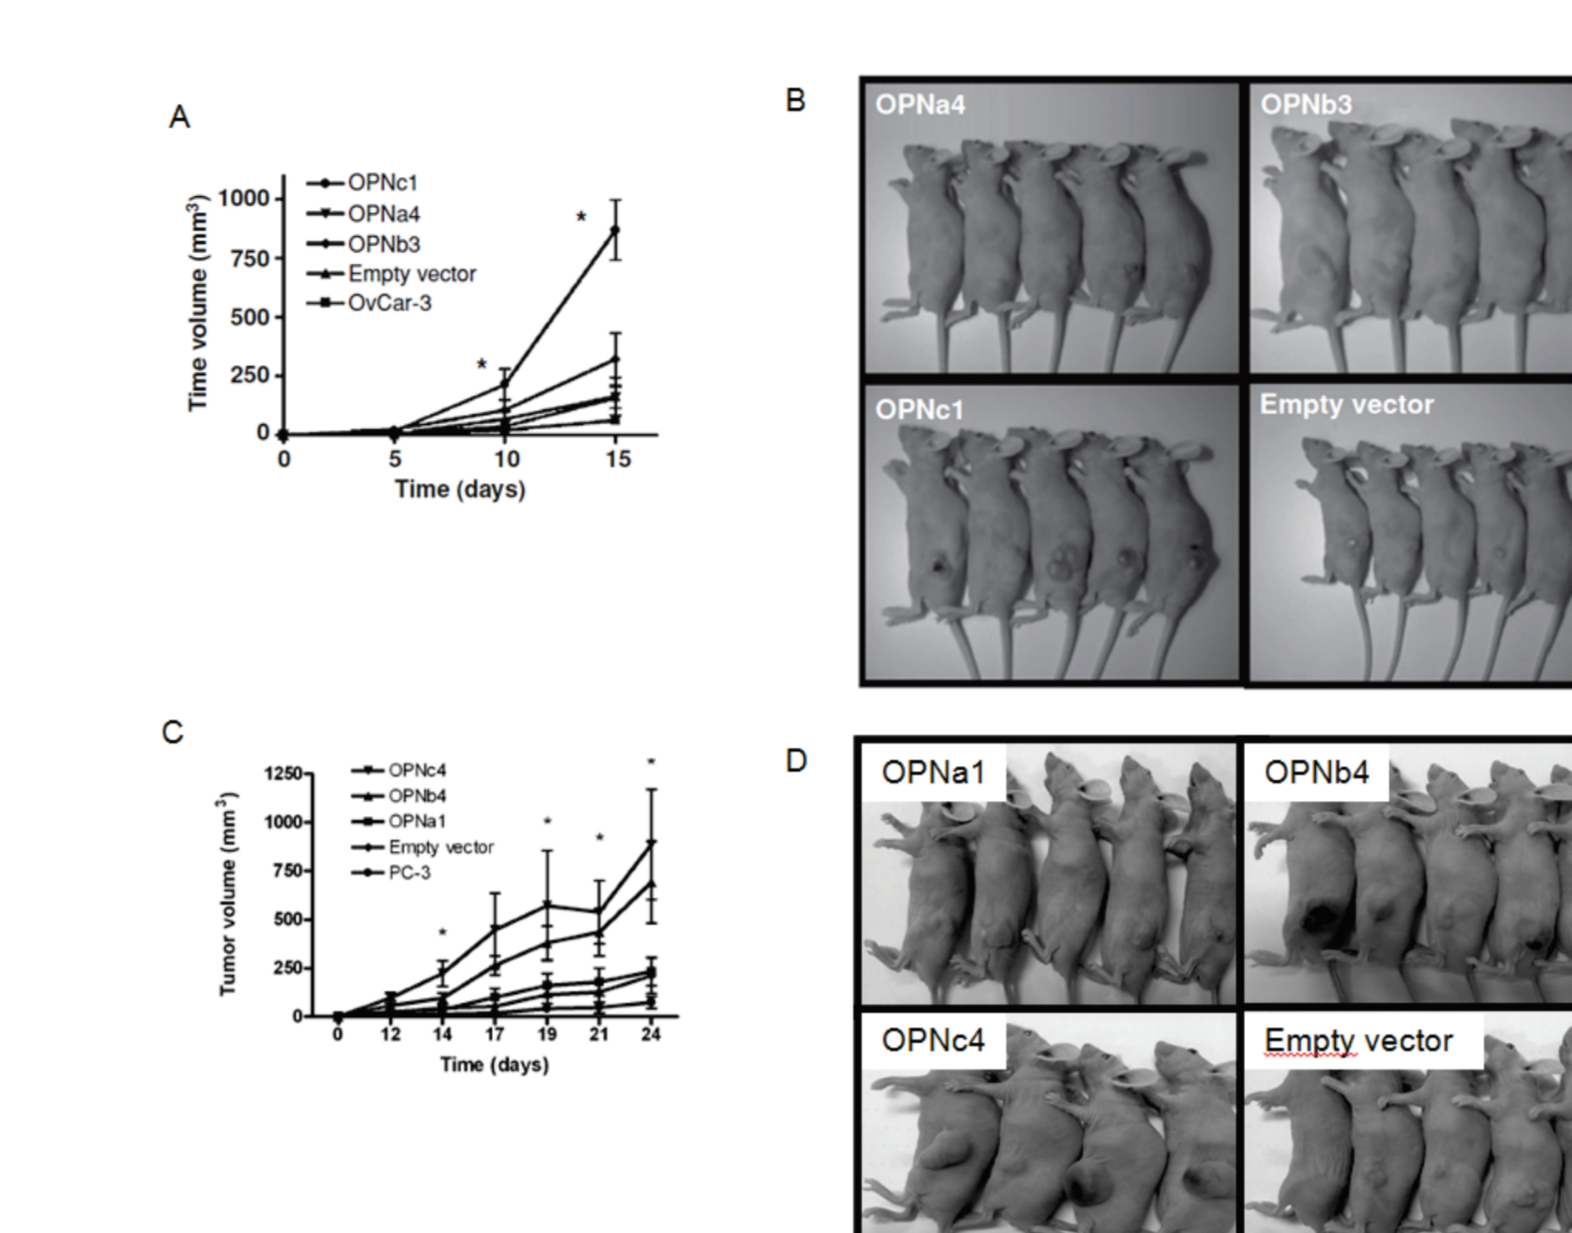 A
B
OPNa4
OPNb3
OPNc1
Empty vector
OPNc1
OPNa4
OPNb3
Empty vector
OvCar-3
*
*
1000
750
500
250
0
0 5 10 15
Time volume (mm³)
Time (days)
C
D
OPNa1
OPNb4
OPNc4
Empty vector
OPNc4
OPNb4
OPNa1
Empty vector
PC-3
*
*
*
*
1250
1000
750
500
250
0
0 12 14 17 19 21 24
Tumor volume (mm³)
Time (days)